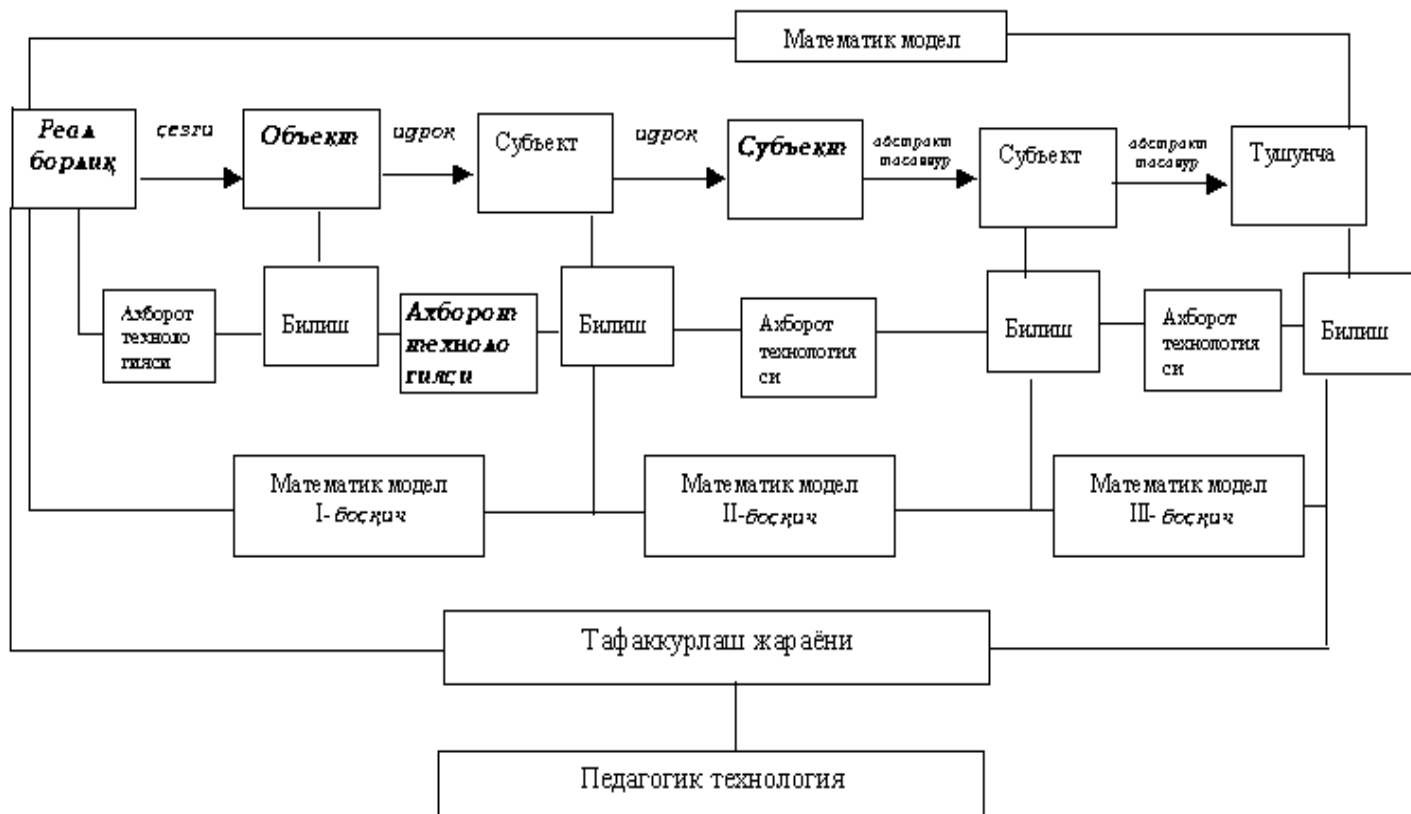 Математик модел
Реал
борлиқ
сезги
Объект
идрок
Субъект
идрок
Субъект
абстракт
тасаввур
Субъект
абстракт
тасавур
Тушунча
Ахборот
техноло
гияси
Билиш
Ахборот
техноло
гияси
Билиш
Ахборот
технология
си
Билиш
Ахборот
технология
си
Билиш
Математик модел
I- босқич
Математик модел
II-босқич
Математик модел
III- босқич
Тафаккурлаш жараёни
Педагогик технология